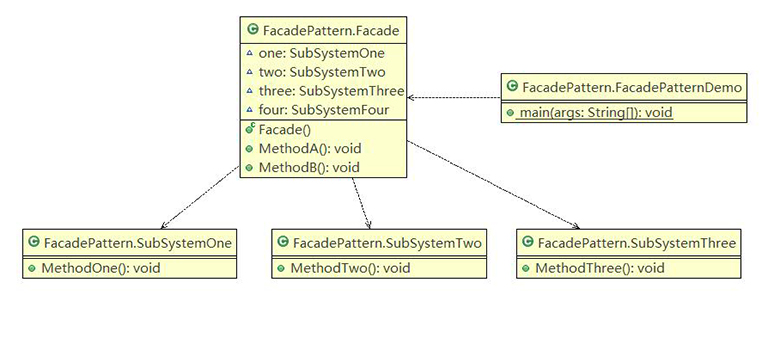 FacadePattern.Facade
one: SubSystemOne
two: SubSystemTwo
three: SubSystemThree
four: SubSystemFour
Facade()
MethodA(): void
MethodB(): void
FacadePattern.FacadePatternDemo
main(args: String[]): void
FacadePattern.SubSystemOne
MethodOne(): void
FacadePattern.SubSystemTwo
MethodTwo(): void
FacadePattern.SubSystemThree
MethodThree(): void